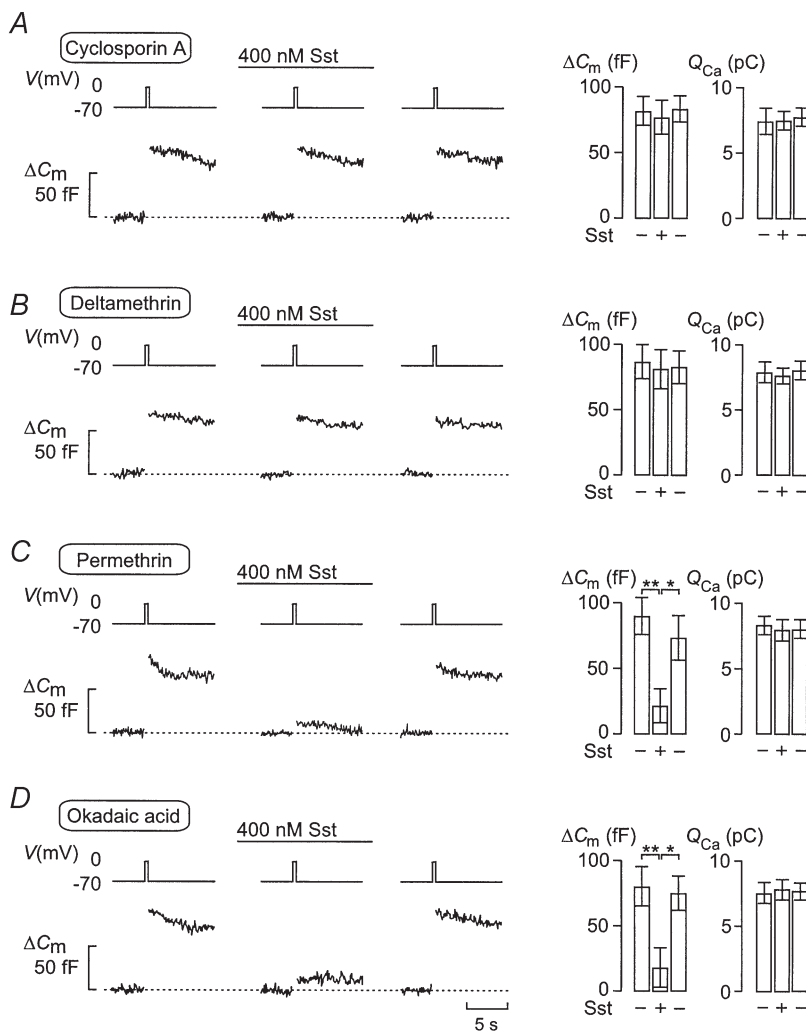 A
Cyclosporin A
400 nM Sst
V(mV) 0
-70
ΔCm
50 fF
ΔCm (fF)
100
50
0
Sst − + −
QCa (pC)
10
5
0
− + −
B
Deltamethrin
400 nM Sst
V(mV) 0
-70
ΔCm
50 fF
ΔCm (fF)
100
50
0
Sst − + −
QCa (pC)
10
5
0
− + −
C
Permethrin
400 nM Sst
V(mV) 0
-70
ΔCm
50 fF
ΔCm (fF)
** *
100
50
0
Sst − + −
QCa (pC)
10
5
0
− + −
D
Okadaic acid
400 nM Sst
V(mV) 0
-70
ΔCm
50 fF
5 s
ΔCm (fF)
** *
100
50
0
Sst − + −
QCa (pC)
10
5
0
− + −